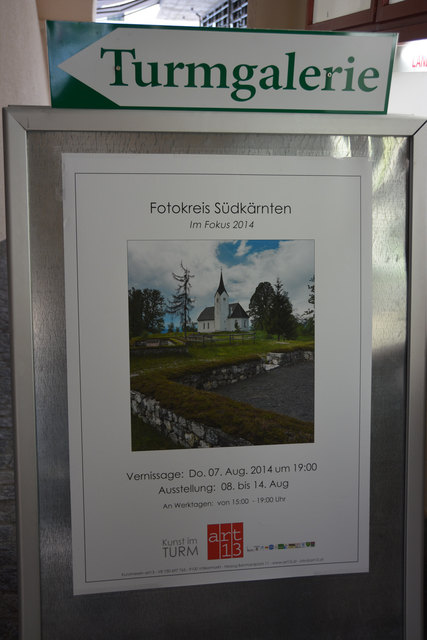 Turmgalerie
LAN
Fotokreis Südkärnten
Im Fokus 2014
Vernissage: Do. 07. Aug. 2014 um 19:00
Ausstellung: 08. bis 14. Aug
An Werktagen: von 15:00 - 19:00 Uhr
Kunst im
TURM
art
13